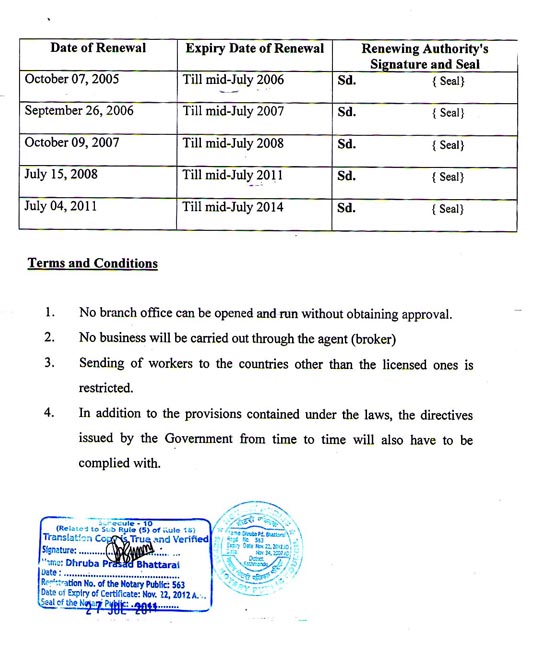 Date of Renewal Expiry Date of Renewal Renewing Authority's
Signature and Seal
October 07, 2005 Till mid-July 2006 Sd. { Seal}
September 26, 2006 Till mid-July 2007 Sd. { Seal}
October 09, 2007 Till mid-July 2008 Sd. { Seal}
July 15, 2008 Till mid-July 2011 Sd. { Seal}
July 04, 2011 Till mid-July 2014 Sd. { Seal}
Terms and Conditions
1. No branch office can be opened and run without obtaining approval.
2. No business will be carried out through the agent (broker)
3. Sending of workers to the countries other than the licensed ones is
restricted.
4. In addition to the provisions contained under the laws, the directives
issued by the Government from time to time will also have to be
complied with.
Schedule - 10
(Related to Sub Rule (5) of Rule 16)
Translation Copy is True and Verified
Signature:
Name: Dhruba Prasad Bhattarai
Date :
Registration No. of the Notary Public: 563
Date of Expiry of Certificate: Nov. 22, 2012 A.
Seal of the Notary Public:
27 JUL 2011
Name Dhruba Pd. Bhattarai
Regd. No. 563
Expiry Date Nov. 22, 2012
Kathmandu